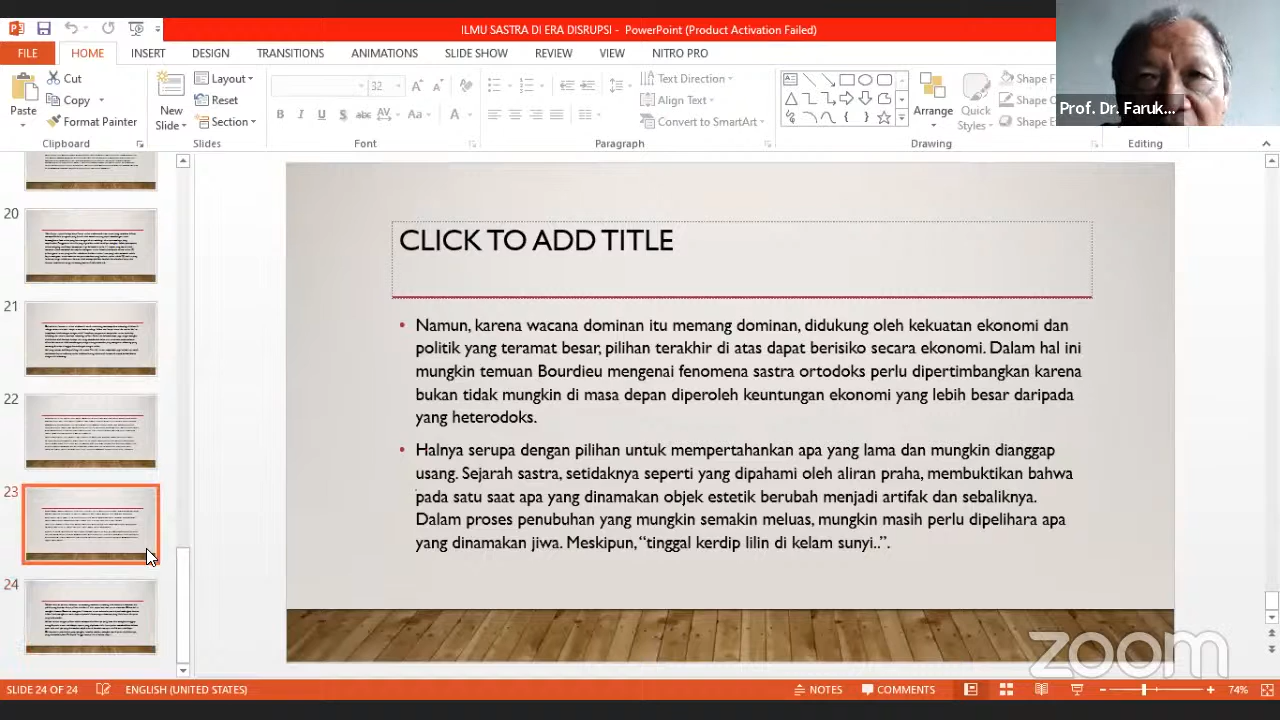 ILMU SASTRA DI ERA DISRUPSI - PowerPoint (Product Activation Failed)
FILE HOME INSERT DESIGN TRANSITIONS ANIMATIONS SLIDE SHOW REVIEW VIEW NITRO PRO
Prof. Dr. Faruk...
Paste
Cut
Copy
Format Painter
Clipboard
New
Slide
Layout
Reset
Section
Slides
32
B I U S abc AV Aa A
Font
Text Direction
Align Text
Convert to SmartArt
Paragraph
Arrange
Quick
Styles
Shape F
Shape O
Shape E
Drawing
Editing
20
21
22
23
24
CLICK TO ADD TITLE
• Namun, karena wacana dominan itu memang dominan, didukung oleh kekuatan ekonomi dan
politik yang teramat besar, pilihan terakhir di atas dapat berisiko secara ekonomi. Dalam hal ini
mungkin temuan Bourdieu mengenai fenomena sastra ortodoks perlu dipertimbangkan karena
bukan tidak mungkin di masa depan diperoleh keuntungan ekonomi yang lebih besar daripada
yang heterodoks.
• Halnya serupa dengan pilihan untuk mempertahankan apa yang lama dan mungkin dianggap
usang. Sejarah sastra, setidaknya seperti yang dipahami oleh aliran praha, membuktikan bahwa
pada satu saat apa yang dinamakan objek estetik berubah menjadi artifak dan sebaliknya.
Dalam proses penubuhan yang mungkin semakin meluas, mungkin masih perlu dipelihara apa
yang dinamakan jiwa. Meskipun, “tinggal kerdip lilin di kelam sunyi..”.
zoom
SLIDE 24 OF 24 ENGLISH (UNITED STATES) NOTES COMMENTS 74%